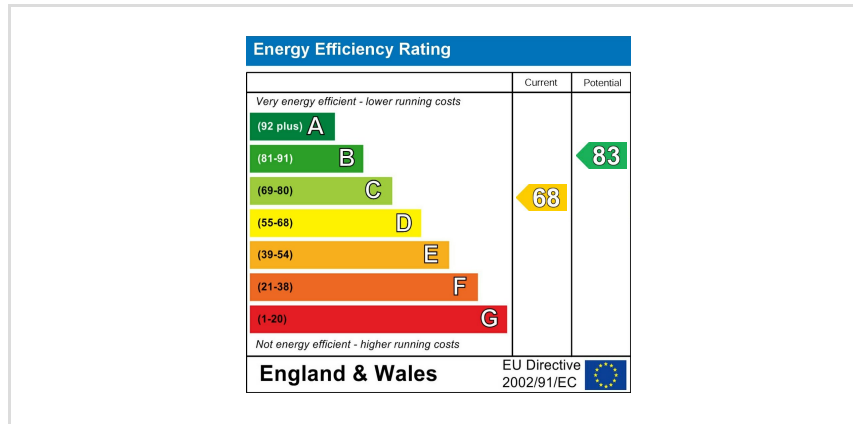 Energy Efficiency Rating
Current Potential
Very energy efficient - lower running costs
(92 plus) A
(81-91) B
83
(69-80) C
68
(55-68) D
(39-54) E
(21-38) F
(1-20) G
Not energy efficient - higher running costs
England & Wales
EU Directive
2002/91/EC